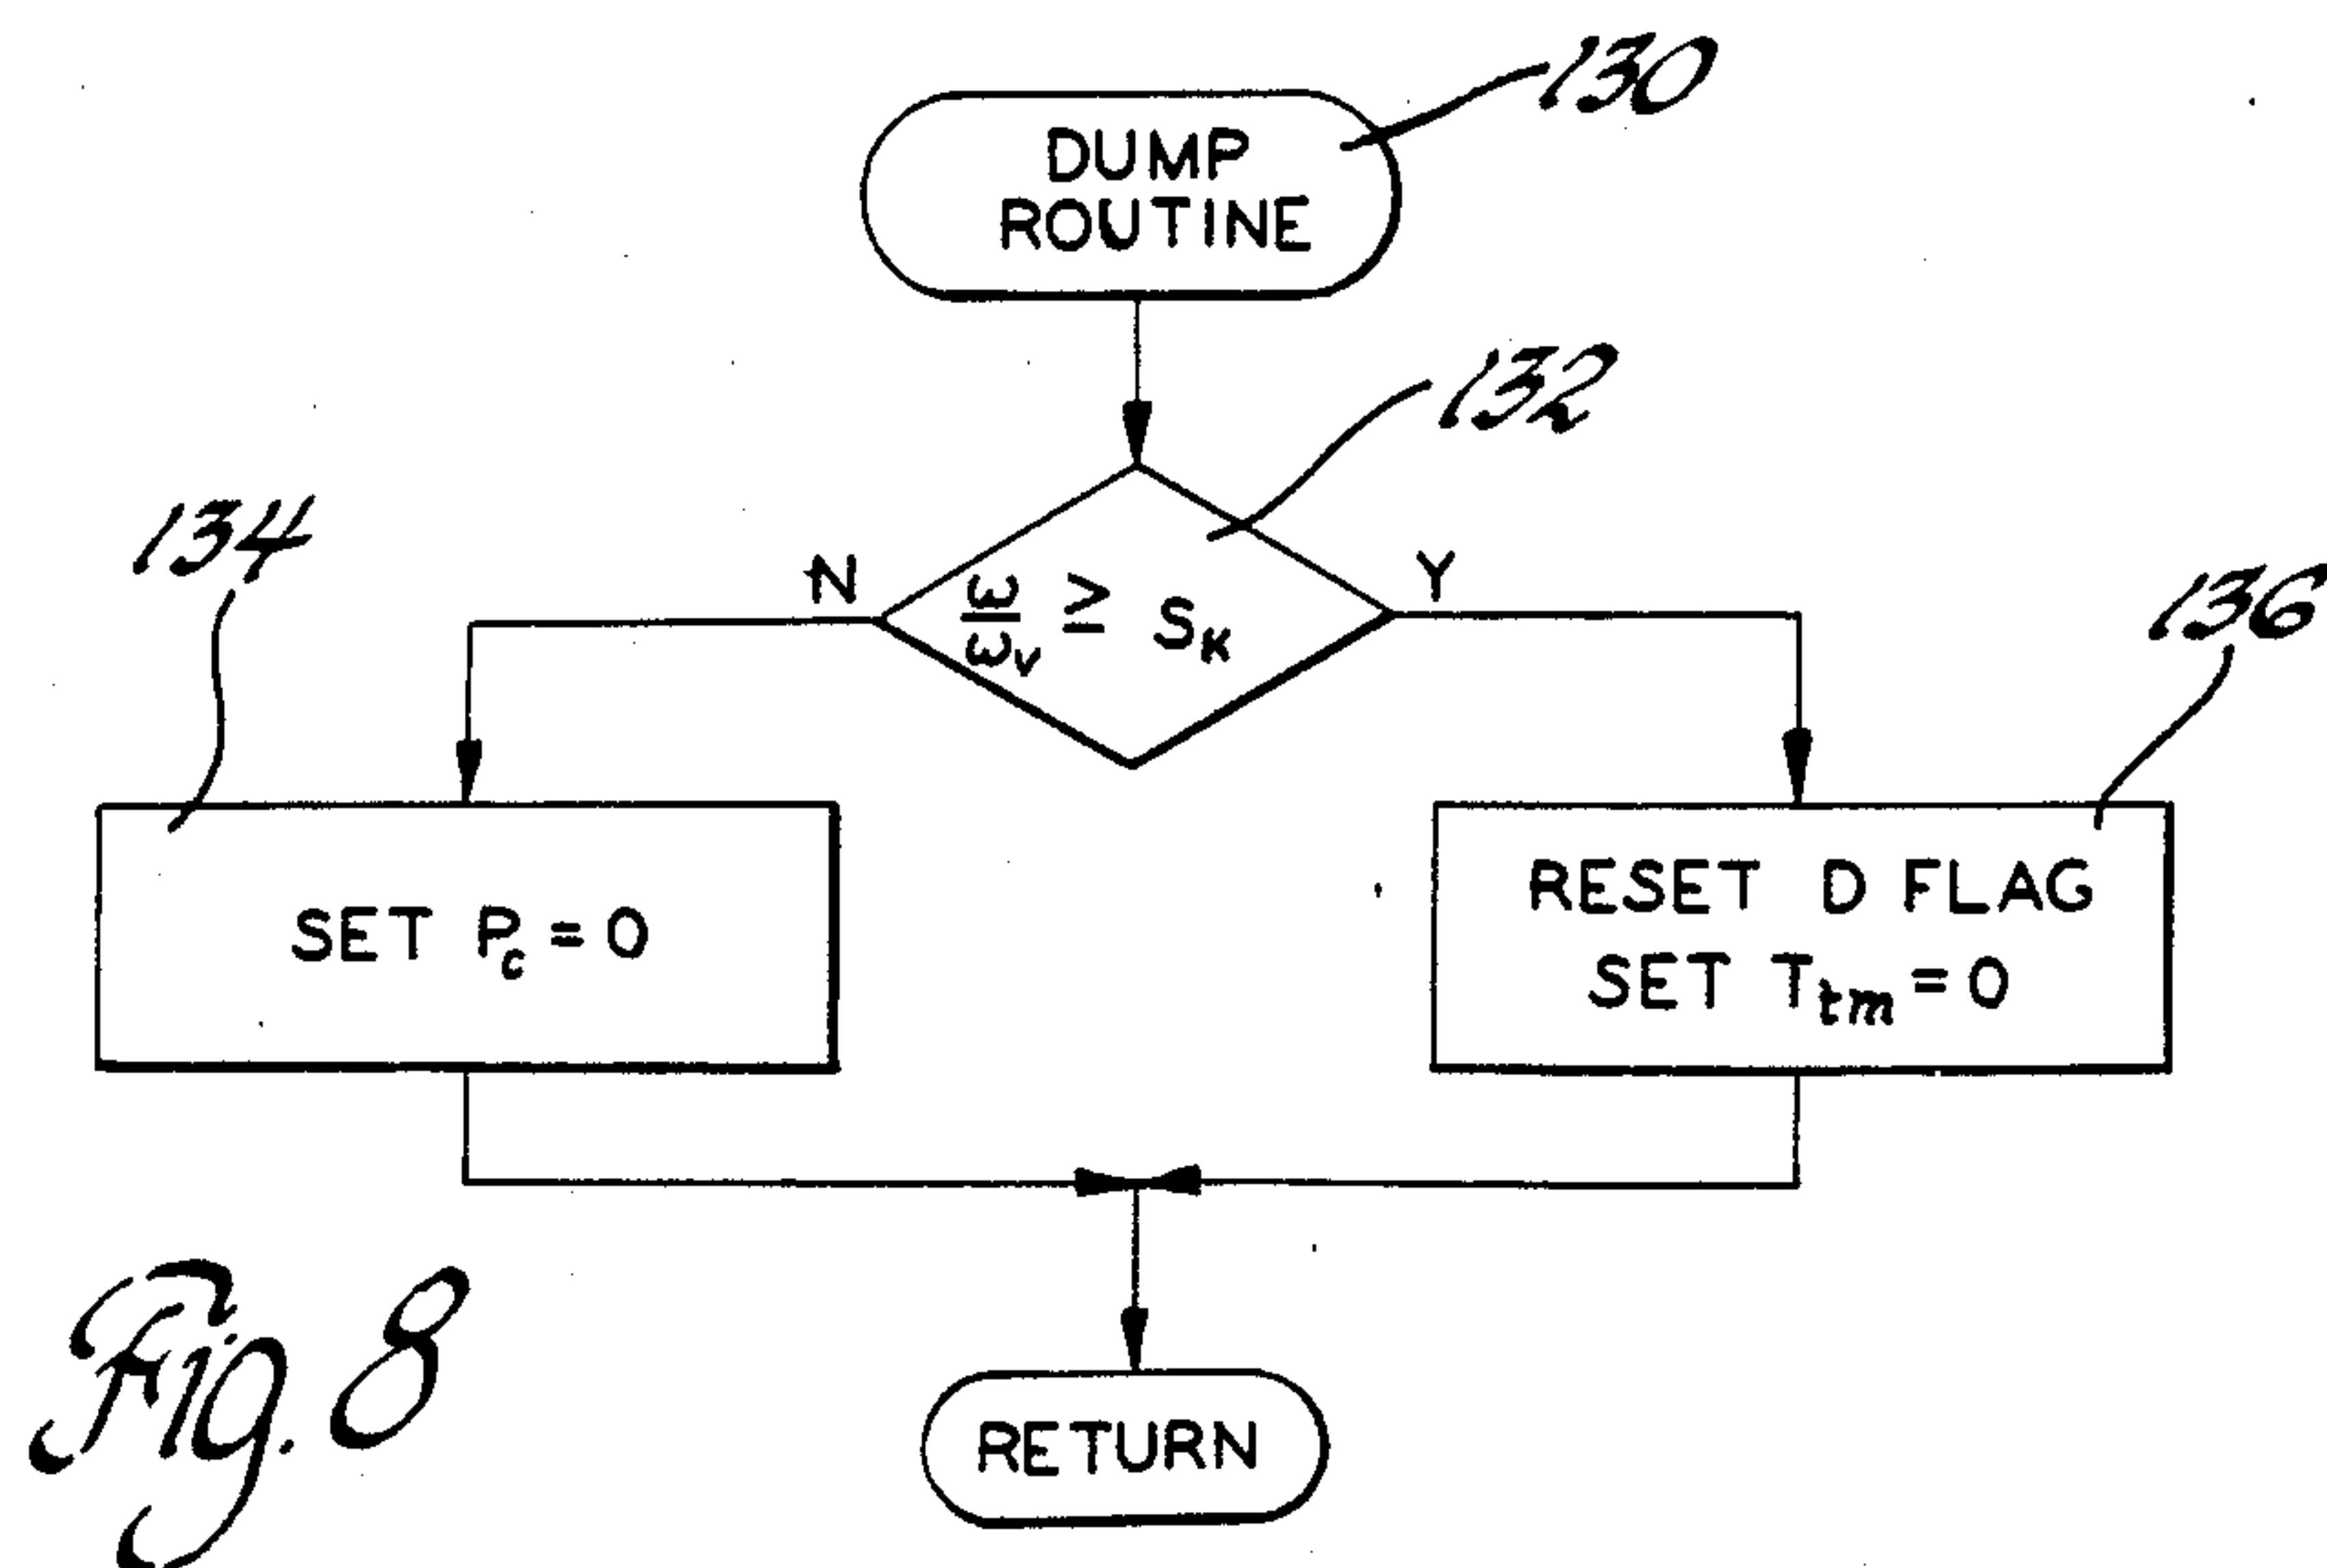 130
DUMP
ROUTINE
132
134
N
ω/ωv ≥ SK
Y
136
SET Pc = 0
RESET D FLAG
SET Ttm = 0
RETURN
Fig. 8